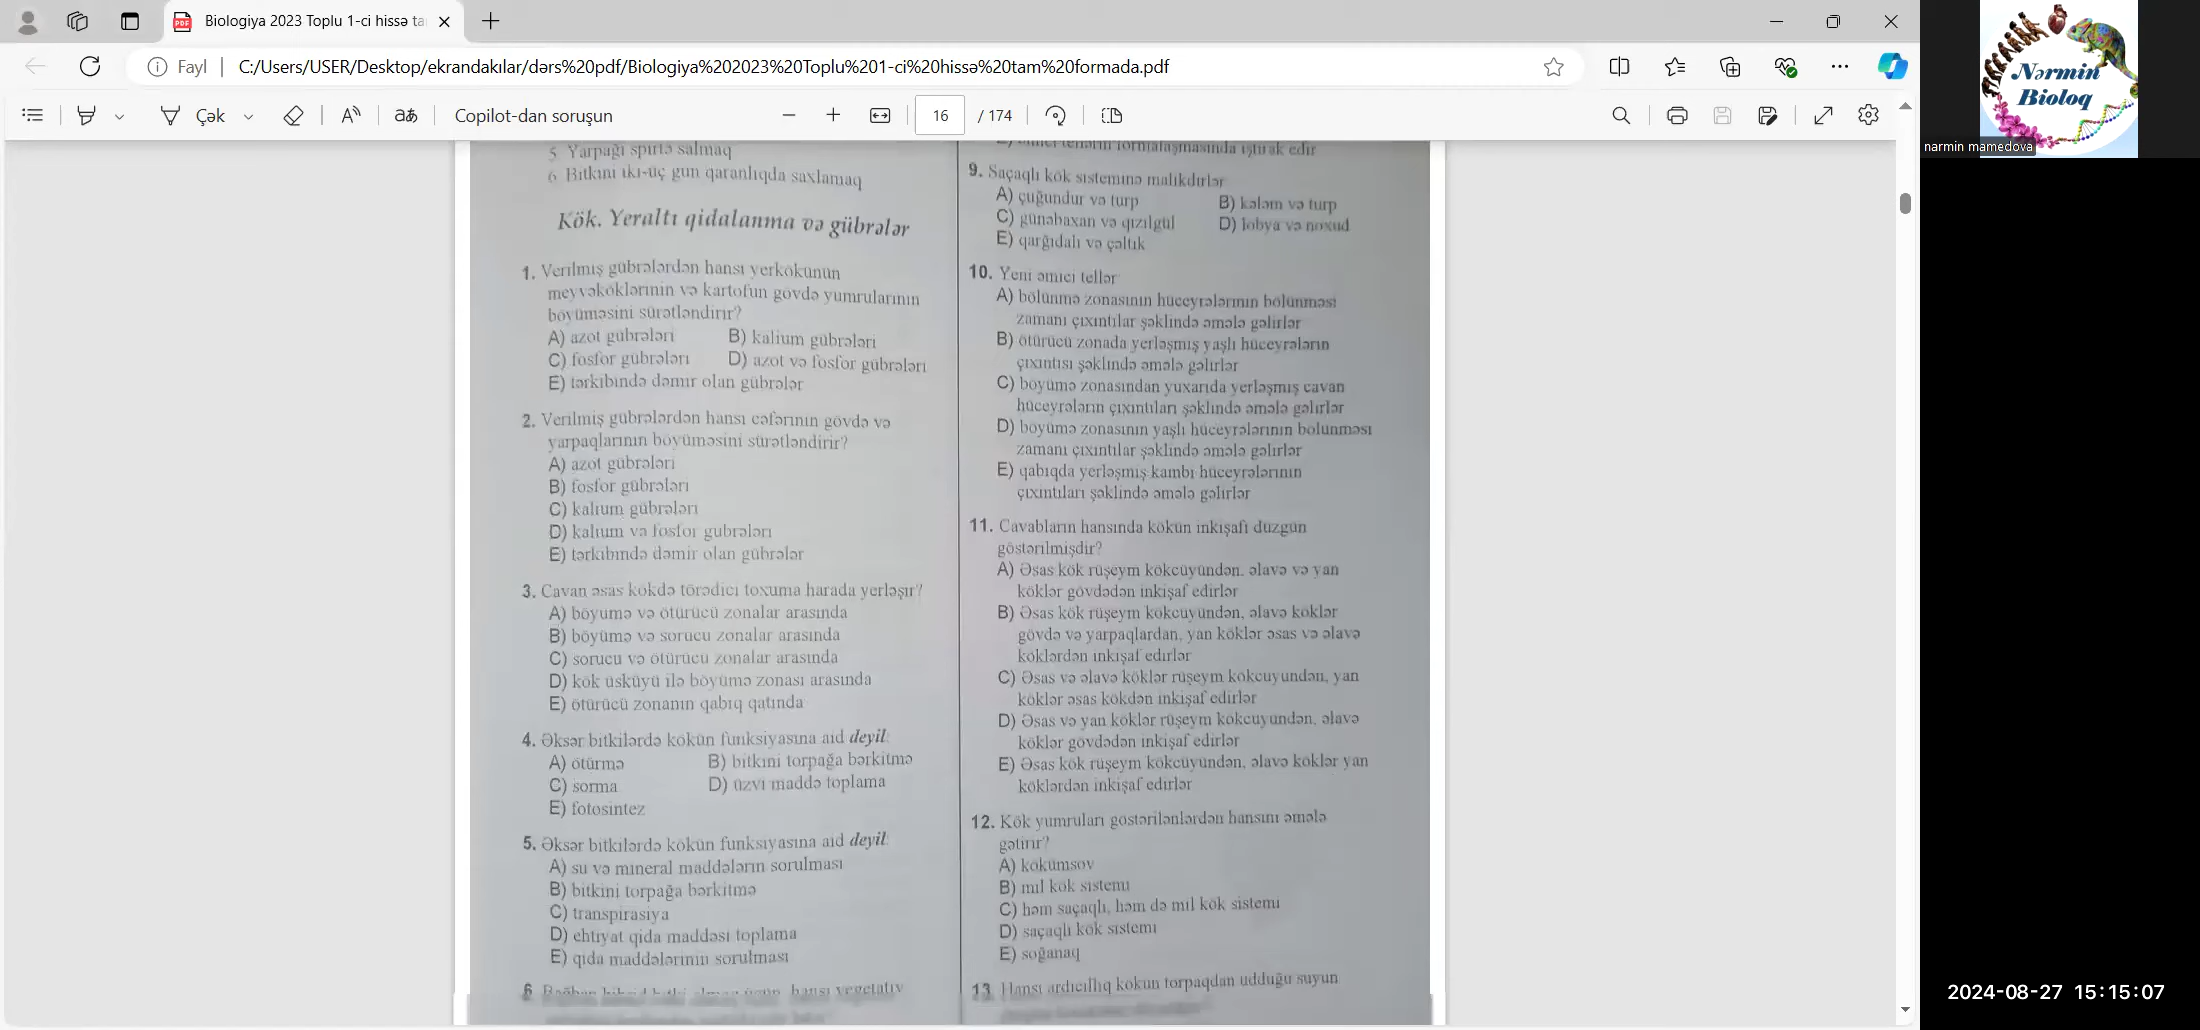 Biologiya 2023 Toplu 1-ci hissə ta
Fayl
C:/Users/USER/Desktop/ekrandakılar/dərs%20pdf/Biologiya%202023%20Toplu%201-ci%20hissə%20tam%20formada.pdf
Çək
aあ
Copilot-dan soruşun
16 / 174
5 Yarpağı spirtə salmaq
6 Bitkini iki-üç gün qaranlıqda saxlamaq
Kök. Yeraltı qidalanma və gübrələr
1. Verilmiş gübrələrdən hansı yerkökünün
meyvəköklərinin və kartofun gövdə yumrularının
böyüməsini sürətləndirir?
A) azot gübrələri B) kalium gübrələri
C) fosfor gübrələri D) azot və fosfor gübrələri
E) tərkibində dəmir olan gübrələr
2. Verilmiş gübrələrdən hansı cəfərinin gövdə və
yarpaqlarının böyüməsini sürətləndirir?
A) azot gübrələri
B) fosfor gübrələri
C) kalium gübrələri
D) kalium və fosfor gübrələri
E) tərkibində dəmir olan gübrələr
3. Cavan əsas kökdə törədici toxuma harada yerləşir?
A) böyümə və ötürücü zonalar arasında
B) böyümə və sorucu zonalar arasında
C) sorucu və ötürücü zonalar arasında
D) kök üsküyü ilə böyümə zonası arasında
E) ötürücü zonanın qabıq qatında
4. Əksər bitkilərdə kökün funksiyasına aid deyil:
A) ötürmə B) bitkini torpağa bərkitmə
C) sorma D) üzvi maddə toplama
E) fotosintez
5. Əksər bitkilərdə kökün funksiyasına aid deyil:
A) su və mineral maddələrin sorulması
B) bitkini torpağa bərkitmə
C) transpirasiya
D) ehtiyat qida maddəsi toplama
E) qida maddələrinin sorulması
6. hansı vegetativ
formalaşmasında iştirak edir
9. Saçaqlı kök sisteminə malikdirlər
A) çuğundur və turp B) kələm və turp
C) günəbaxan və qızılgül D) lobya və noxud
E) qarğıdalı və çəltik
10. Yeni əmici tellər
A) bölünmə zonasının hüceyrələrinin bölünməsi
zamanı çıxıntılar şəklində əmələ gəlirlər
B) ötürücü zonada yerləşmiş yaşlı hüceyrələrin
çıxıntısı şəklində əmələ gəlirlər
C) böyümə zonasından yuxarıda yerləşmiş cavan
hüceyrələrin çıxıntıları şəklində əmələ gəlirlər
D) böyümə zonasının yaşlı hüceyrələrinin bölünməsi
zamanı çıxıntılar şəklində əmələ gəlirlər
E) qabıqda yerləşmiş kambi hüceyrələrinin
çıxıntıları şəklində əmələ gəlirlər
11. Cavabların hansında kökün inkişafı düzgün
göstərilmişdir?
A) Əsas kök rüşeym kökcüyündən, əlavə və yan
köklər gövdədən inkişaf edirlər
B) Əsas kök rüşeym kökcüyündən, əlavə köklər
gövdə və yarpaqlardan, yan köklər əsas və əlavə
köklərdən inkişaf edirlər
C) Əsas və əlavə köklər rüşeym kökcüyündən, yan
köklər əsas kökdən inkişaf edirlər
D) Əsas və yan köklər rüşeym kökcüyündən, əlavə
köklər gövdədən inkişaf edirlər
E) Əsas kök rüşeym kökcüyündən, əlavə köklər yan
köklərdən inkişaf edirlər
12. Kök yumruları göstərilənlərdən hansını əmələ
gətirir?
A) kökümsov
B) mil kök sistemi
C) həm saçaqlı, həm də mil kök sistemi
D) saçaqlı kök sistemi
E) soğanaq
13. Hansı ardıcıllıq kökün torpaqdan udduğu suyun
Nərmin
Bioloq
narmin mamedova
2024-08-27 15:15:07